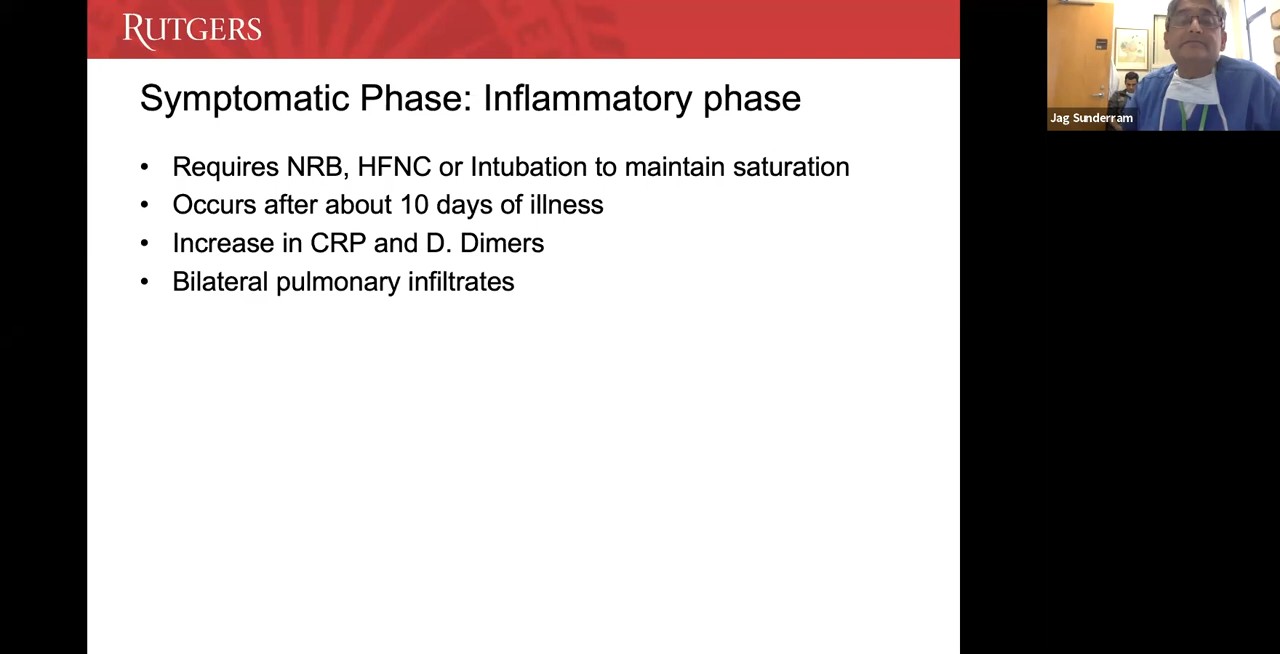 RUTGERS
Symptomatic Phase: Inflammatory phase
• Requires NRB, HFNC or Intubation to maintain saturation
• Occurs after about 10 days of illness
• Increase in CRP and D. Dimers
• Bilateral pulmonary infiltrates
Jag Sunderram